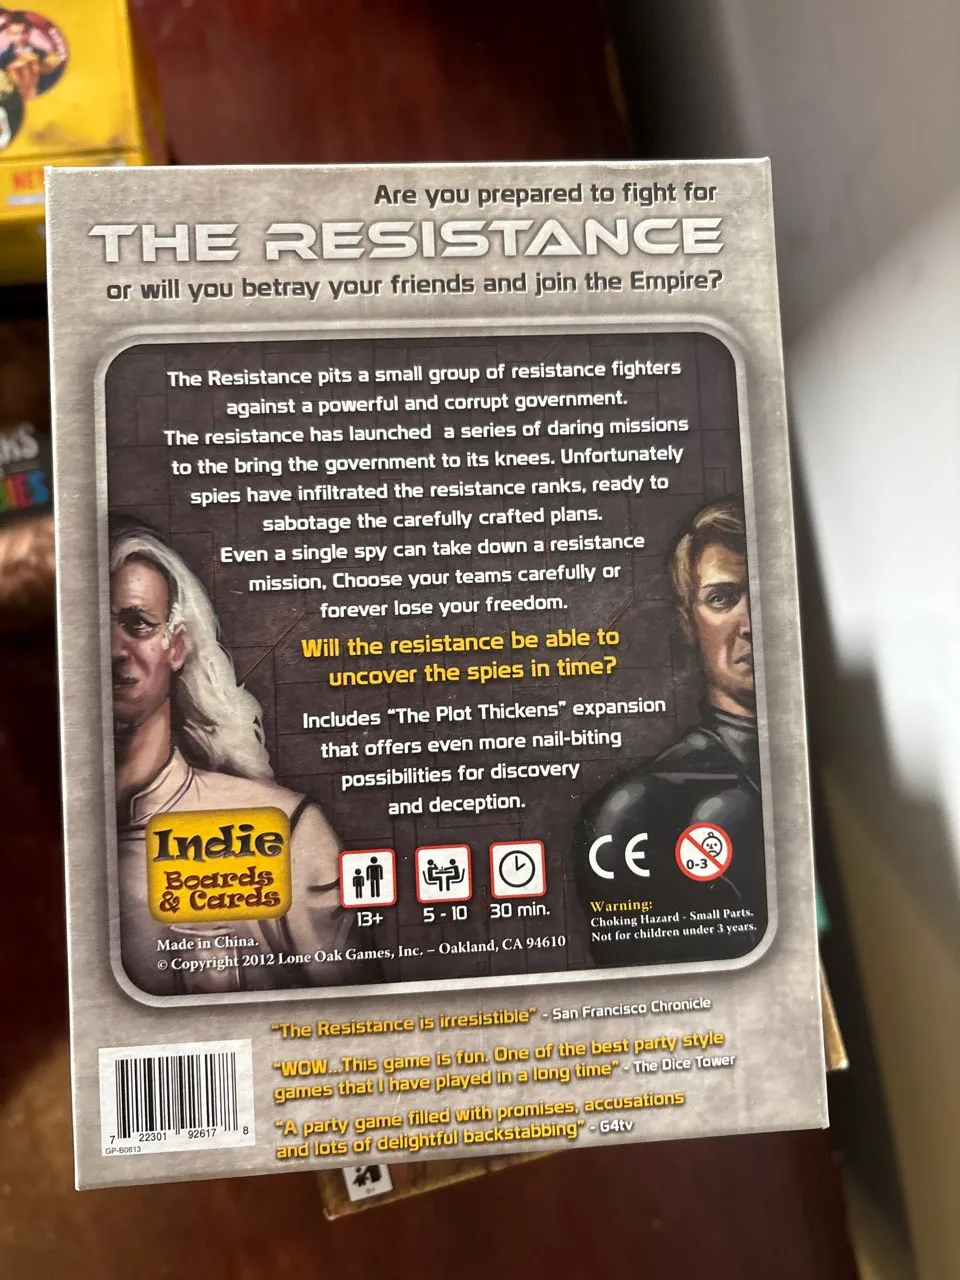 Are you prepared to fight for
THE RESISTANCE
or will you betray your friends and join the Empire?
The Resistance pits a small group of resistance fighters
against a powerful and corrupt government.
The resistance has launched a series of daring missions
to the bring the government to its knees. Unfortunately
spies have infiltrated the resistance ranks, ready to
sabotage the carefully crafted plans.
Even a single spy can take down a resistance
mission, Choose your teams carefully or
forever lose your freedom.
Will the resistance be able to
uncover the spies in time?
Includes "The Plot Thickens" expansion
that offers even more nail-biting
possibilities for discovery
and deception.
Indie
Boards
& Cards
13+
5 - 10
30 min.
CE
0-3
Warning:
Choking Hazard - Small Parts.
Not for children under 3 years.
Made in China.
© Copyright 2012 Lone Oak Games, Inc. – Oakland, CA 94610
"The Resistance is irresistible" - San Francisco Chronicle
"WOW...This game is fun. One of the best party style
games that I have played in a long time" - The Dice Tower
"A party game filled with promises, accusations
and lots of delightful backstabbing" - G4tv
7 22301 92617 8
GP-B0813